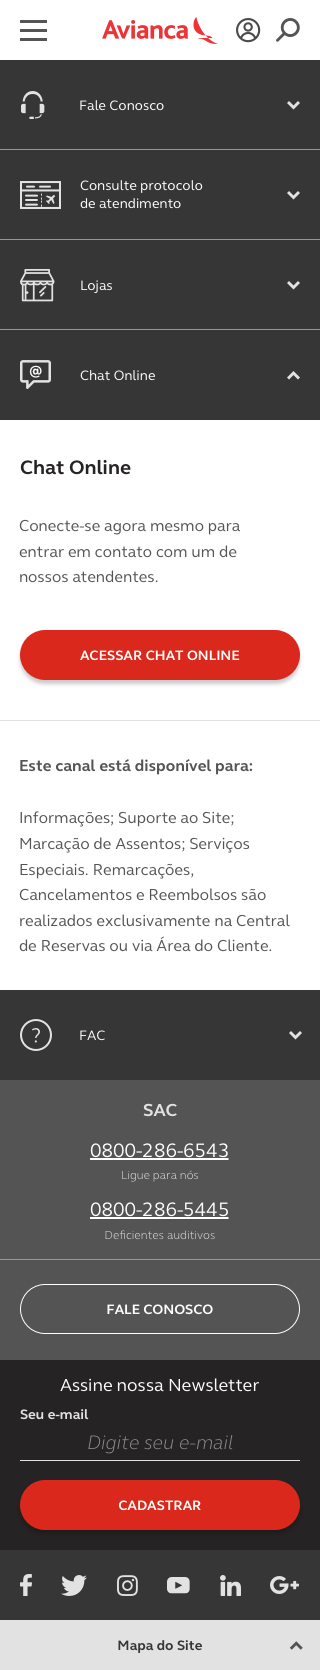 Avianca
Fale Conosco
Consulte protocolo
de atendimento
Lojas
@
Chat Online
Chat Online
Conecte-se agora mesmo para
entrar em contato com um de
nossos atendentes.
ACESSAR CHAT ONLINE
Este canal está disponível para:
Informações; Suporte ao Site;
Marcação de Assentos; Serviços
Especiais. Remarcações,
Cancelamentos e Reembolsos são
realizados exclusivamente na Central
de Reservas ou via Área do Cliente.
?
FAC
SAC
0800-286-6543
Ligue para nós
0800-286-5445
Deficientes auditivos
FALE CONOSCO
Assine nossa Newsletter
Seu e-mail
Digite seu e-mail
CADASTRAR
f in G+
Mapa do Site